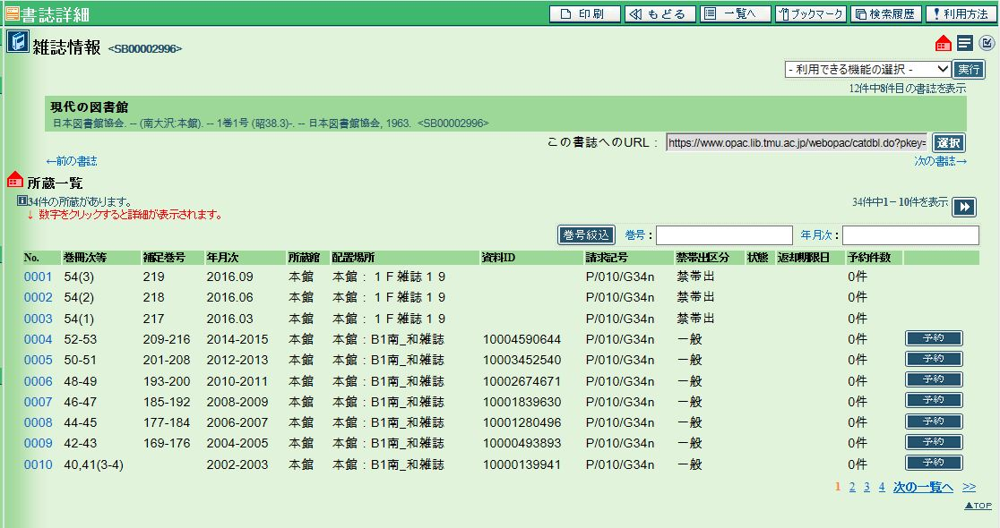 書誌詳細 印刷 もどる 一覧へ ブックマーク 検索履歴 利用方法
雑誌情報 <SB00002996>
- 利用できる機能の選択 - 実行
12件中8件目の書誌を表示
現代の図書館
日本図書館協会. -- (南大沢:本館). -- 1巻1号 (昭38.3)-. -- 日本図書館協会, 1963. <SB00002996>
この書誌へのURL： https://www.opac.lib.tmu.ac.jp/webopac/catdbl.do?pkey= 選択
←前の書誌 次の書誌→
所蔵一覧
34件の所蔵があります。 34件中1－10件を表示
↓ 数字をクリックすると詳細が表示されます。
巻号絞込 巻号： 年月次：
No. 巻冊次等 補足巻号 年月次 所蔵館 配置場所 資料ID 請求記号 禁帯出区分 状態 返却期限日 予約件数
0001 54(3) 219 2016.09 本館 本館：１Ｆ雑誌１９ P/010/G34n 禁帯出 0件
0002 54(2) 218 2016.06 本館 本館：１Ｆ雑誌１９ P/010/G34n 禁帯出 0件
0003 54(1) 217 2016.03 本館 本館：１Ｆ雑誌１９ P/010/G34n 禁帯出 0件
0004 52-53 209-216 2014-2015 本館 本館：B1南_和雑誌 10004590644 P/010/G34n 一般 0件 予約
0005 50-51 201-208 2012-2013 本館 本館：B1南_和雑誌 10003452540 P/010/G34n 一般 0件 予約
0006 48-49 193-200 2010-2011 本館 本館：B1南_和雑誌 10002674671 P/010/G34n 一般 0件 予約
0007 46-47 185-192 2008-2009 本館 本館：B1南_和雑誌 10001839630 P/010/G34n 一般 0件 予約
0008 44-45 177-184 2006-2007 本館 本館：B1南_和雑誌 10001280496 P/010/G34n 一般 0件 予約
0009 42-43 169-176 2004-2005 本館 本館：B1南_和雑誌 10000493893 P/010/G34n 一般 0件 予約
0010 40,41(3-4) 2002-2003 本館 本館：B1南_和雑誌 10000139941 P/010/G34n 一般 0件 予約
1 2 3 4 次の一覧へ >>
▲TOP